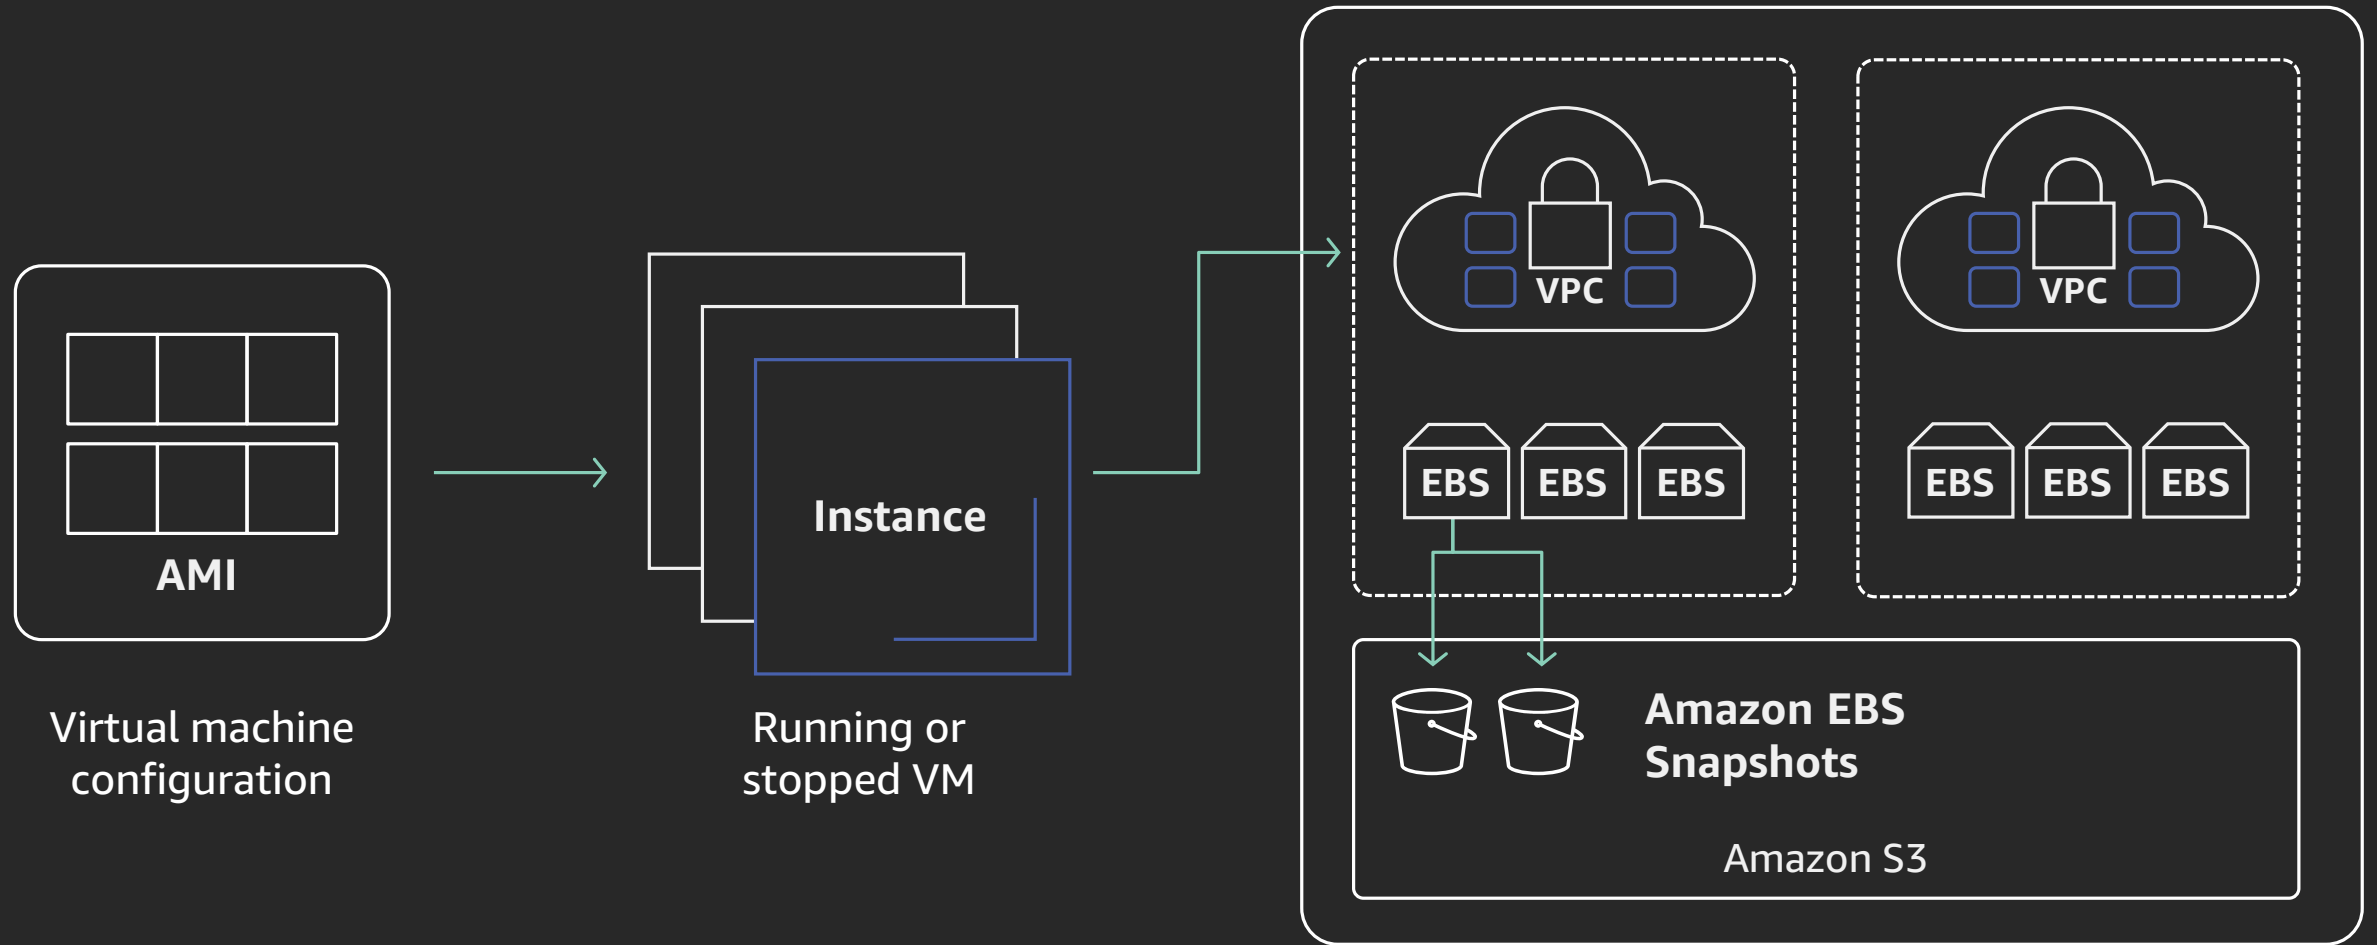 AMI
Virtual machine
configuration
Instance
Running or
stopped VM
VPC
VPC
EBS
EBS
EBS
EBS
EBS
EBS
Amazon EBS
Snapshots
Amazon S3